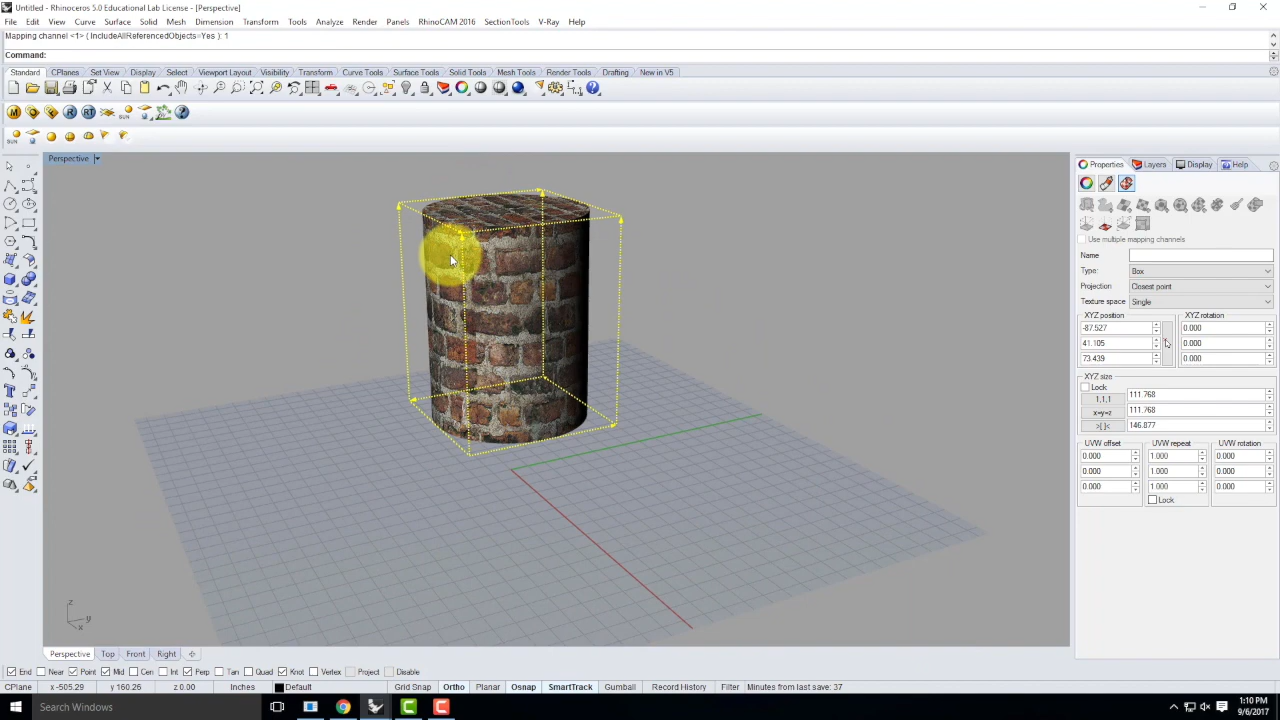 Untitled - Rhinoceros 5.0 Educational Lab License - [Perspective]
File Edit View Curve Surface Solid Mesh Dimension Transform Tools Analyze Render Panels RhinoCAM 2016 SectionTools V-Ray Help
Mapping channel <1> ( IncludeAllReferencedObjects=Yes ): 1
Command:
Standard CPlanes Set View Display Select Viewport Layout Visibility Transform Curve Tools Surface Tools Solid Tools Mesh Tools Render Tools Drafting New in V5
M R RT
SUN
SUN
Perspective
Properties Layers Display Help
Use multiple mapping channels
Name
Type: Box
Projection Closest point
Texture space Single
XYZ position XYZ rotation
-87.527 0.000
41.105 0.000
73.439 0.000
XYZ size
Lock
1,1,1 111.768
x=y=z 111.768
>[ ]< 146.877
UVW offset UVW repeat UVW rotation
0.000 1.000 0.000
0.000 1.000 0.000
0.000 1.000 0.000
Lock
z
y
x
Perspective Top Front Right
End Near Point Mid Cen Int Perp Tan Quad Knot Vertex Project Disable
CPlane x -505.29 y 160.26 z 0.00 Inches Default Grid Snap Ortho Planar Osnap SmartTrack Gumball Record History Filter Minutes from last save: 37
Search Windows
1:10 PM
9/6/2017